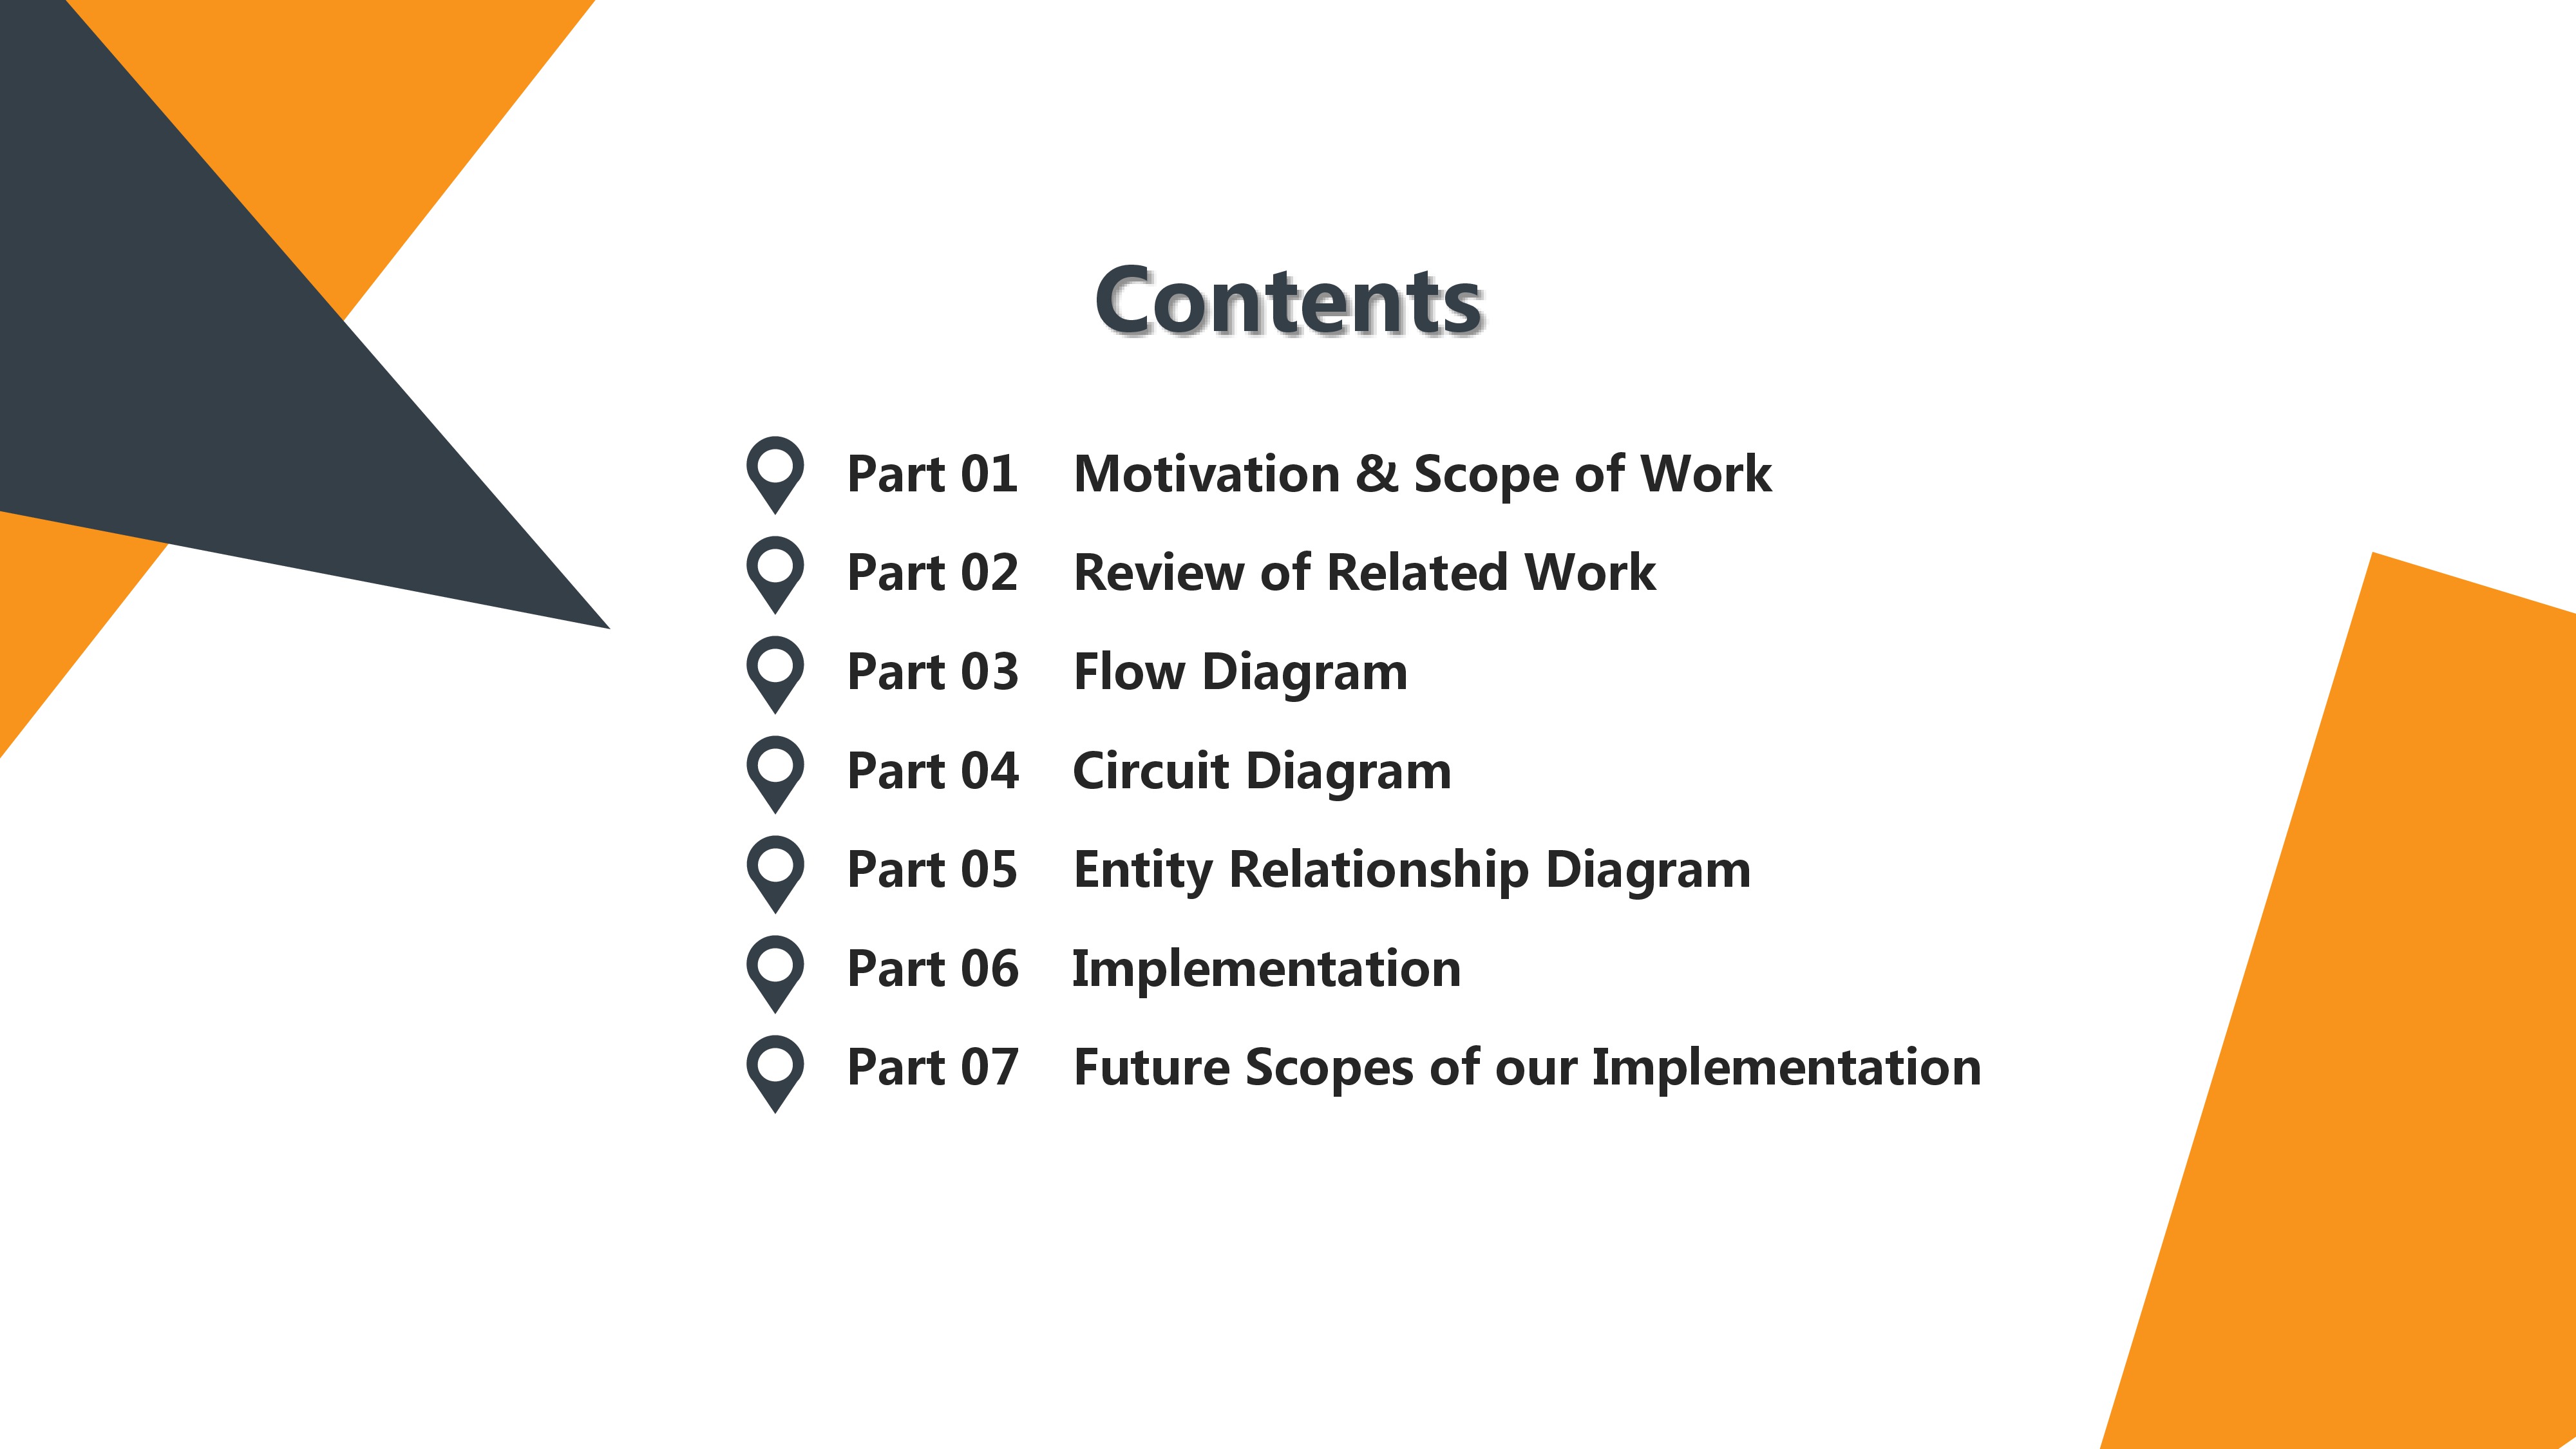 Contents
Part 01 Motivation & Scope of Work
Part 02 Review of Related Work
Part 03 Flow Diagram
Part 04 Circuit Diagram
Part 05 Entity Relationship Diagram
Part 06 Implementation
Part 07 Future Scopes of our Implementation